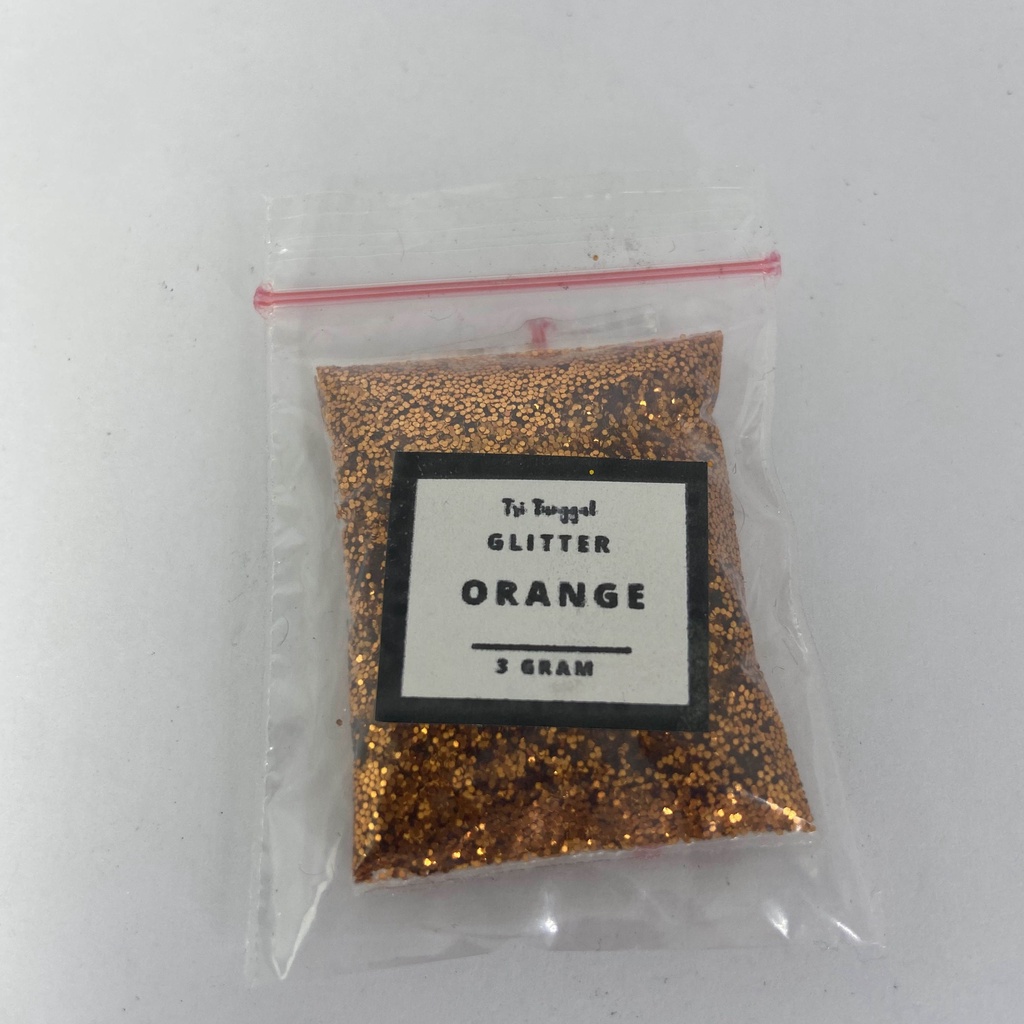 Tri Tunggal
GLITTER
ORANGE
3 GRAM